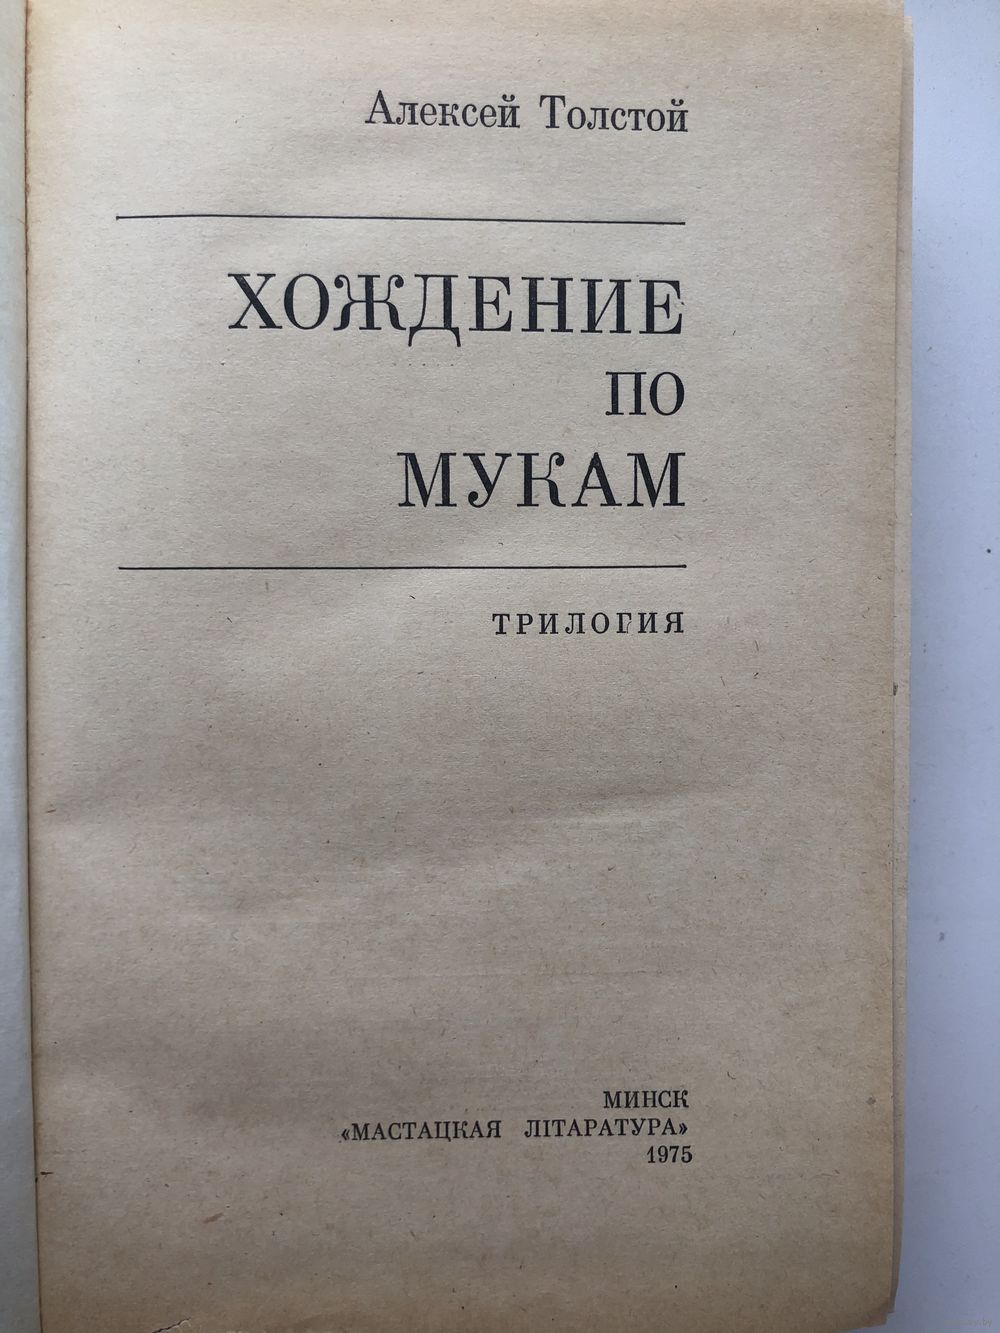 Алексей Толстой
ХОЖДЕНИЕ
ПО
МУКАМ
ТРИЛОГИЯ
МИНСК
«МАСТАЦКАЯ ЛІТАРАТУРА»
1975